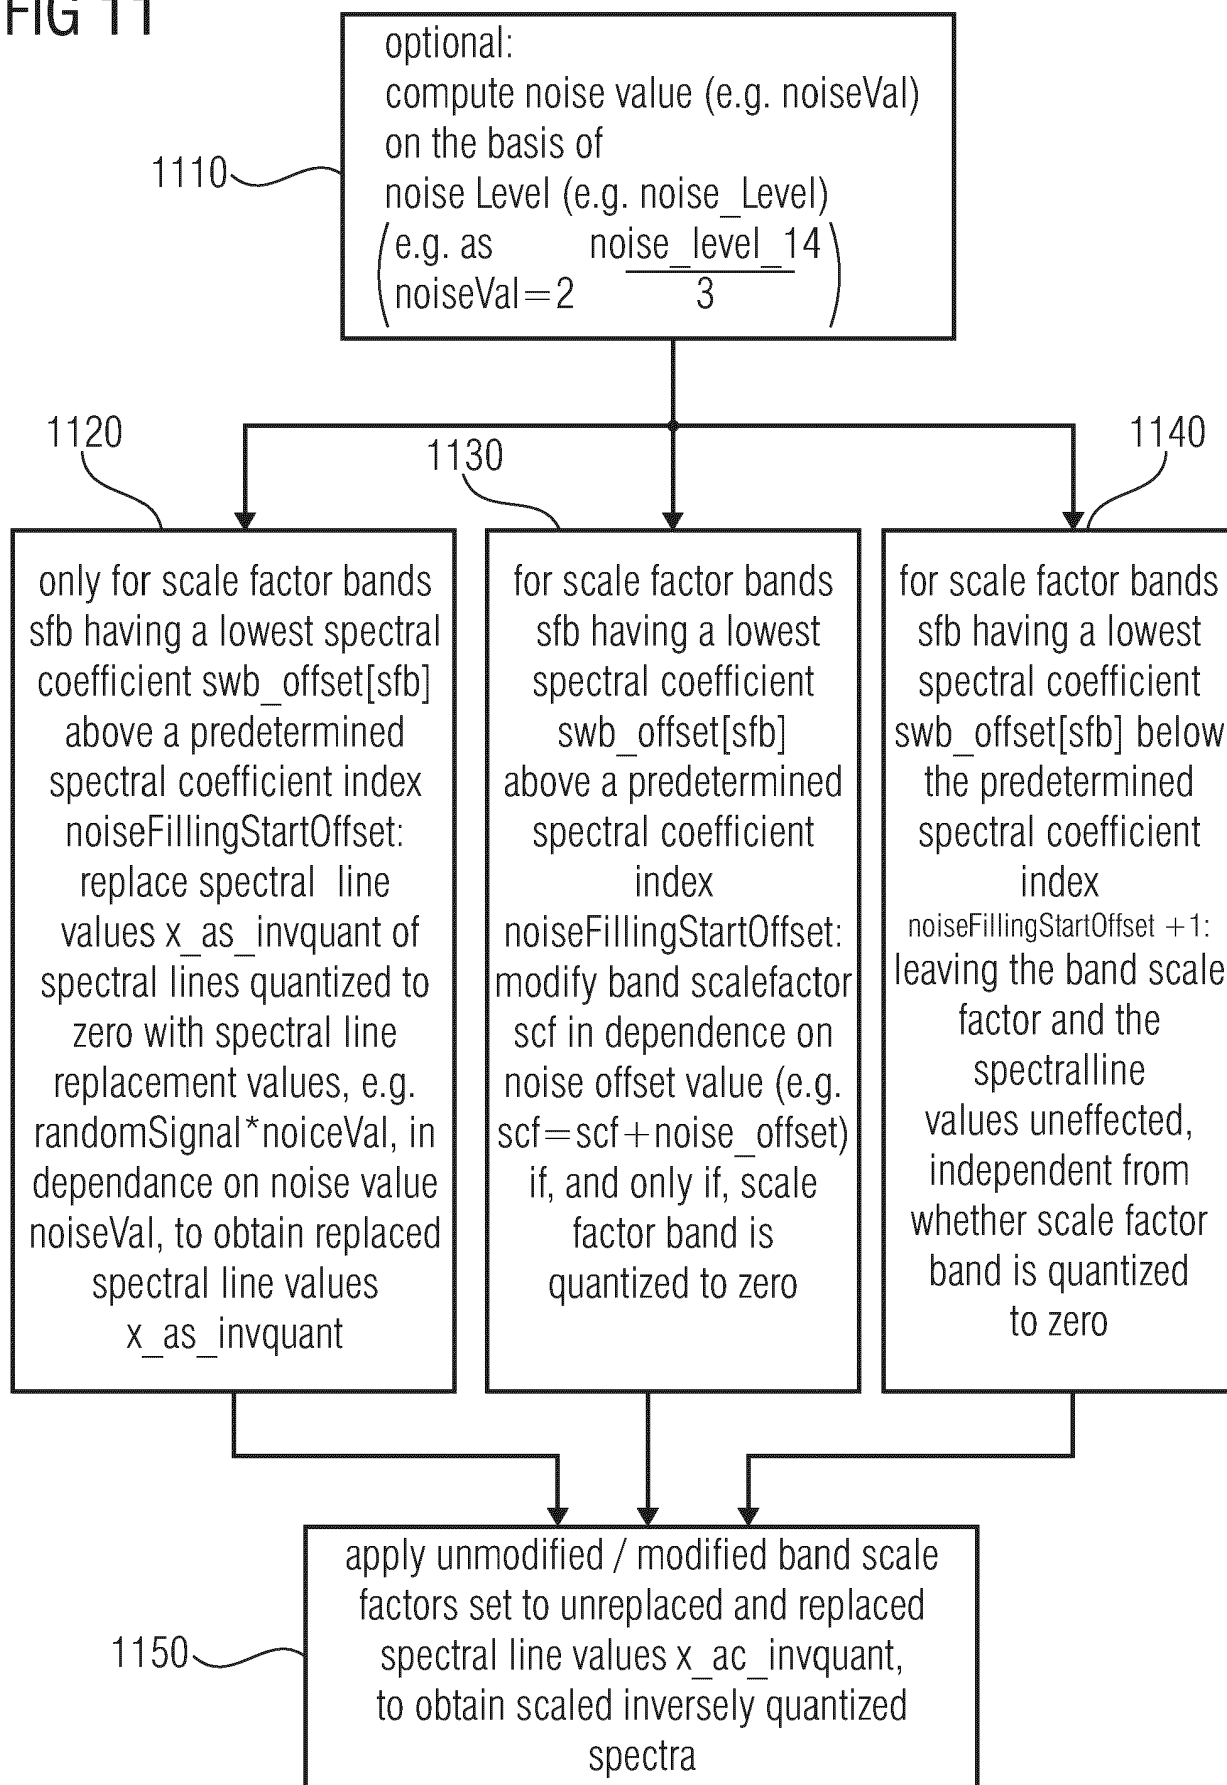 FIG 11
optional:
compute noise value (e.g. noiseVal)
on the basis of
noise Level (e.g. noise_Level)
(e.g. as noise_level_14
noiseVal=2 3)
1110
1120
1130
1140
only for scale factor bands
sfb having a lowest spectral
coefficient swb_offset[sfb]
above a predetermined
spectral coefficient index
noiseFillingStartOffset:
replace spectral line
values x_as_invquant of
spectral lines quantized to
zero with spectral line
replacement values, e.g.
randomSignal*noiceVal, in
dependance on noise value
noiseVal, to obtain replaced
spectral line values
x_as_invquant
for scale factor bands
sfb having a lowest
spectral coefficient
swb_offset[sfb]
above a predetermined
spectral coefficient
index
noiseFillingStartOffset:
modify band scalefactor
scf in dependence on
noise offset value (e.g.
scf=scf+noise_offset)
if, and only if, scale
factor band is
quantized to zero
for scale factor bands
sfb having a lowest
spectral coefficient
swb_offset[sfb] below
the predetermined
spectral coefficient
index
noiseFillingStartOffset +1:
leaving the band scale
factor and the
spectralline
values uneffected,
independent from
whether scale factor
band is quantized
to zero
1150
apply unmodified / modified band scale
factors set to unreplaced and replaced
spectral line values x_ac_invquant,
to obtain scaled inversely quantized
spectra